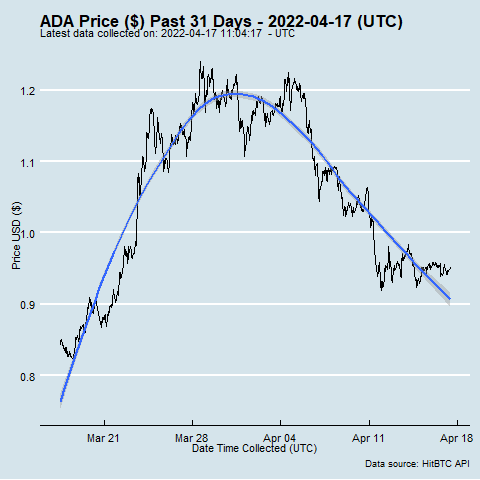 ADA Price ($) Past 31 Days - 2022-04-17 (UTC)
Latest data collected on: 2022-04-17 11:04:17  - UTC
1.2
1.1
1.0
0.9
0.8
Price USD ($)
Mar 21 Mar 28 Apr 04 Apr 11 Apr 18
Date Time Collected (UTC)
Data source: HitBTC API